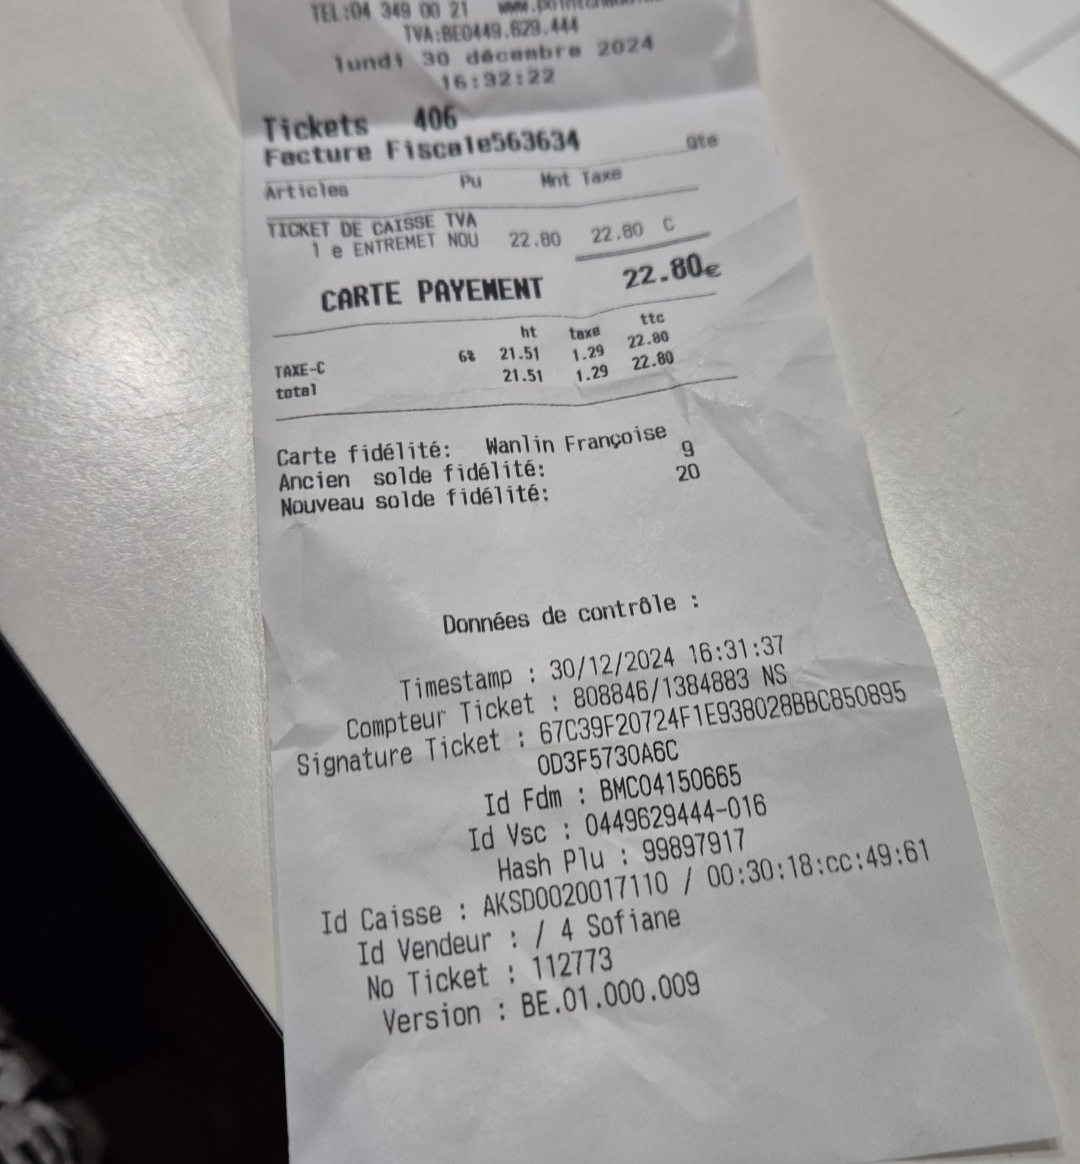 TEL:04 349 00 21
TVA:BE0449.629.444
lundi 30 décembre 2024
16:32:22
Tickets 406
Facture Fiscale563634
Articles Pu Mnt Taxe Qte
TICKET DE CAISSE TVA
1 e ENTREMET NOU 22.80 22.80 C
CARTE PAYEMENT 22.80€
ht taxe ttc
TAXE-C 6% 21.51 1.29 22.80
total 21.51 1.29 22.80
Carte fidélité: Wanlin Françoise
Ancien solde fidélité: 9
Nouveau solde fidélité: 20
Données de contrôle :
Timestamp : 30/12/2024 16:31:37
Compteur Ticket : 808846/1384883 NS
Signature Ticket : 67C39F20724F1E938028BBC850895
0D3F5730A6C
Id Fdm : BMC04150665
Id Vsc : 0449629444-016
Hash Plu : 99897917
Id Caisse : AKSD0020017110 / 00:30:18:cc:49:61
Id Vendeur : / 4 Sofiane
No Ticket : 112773
Version : BE.01.000.009